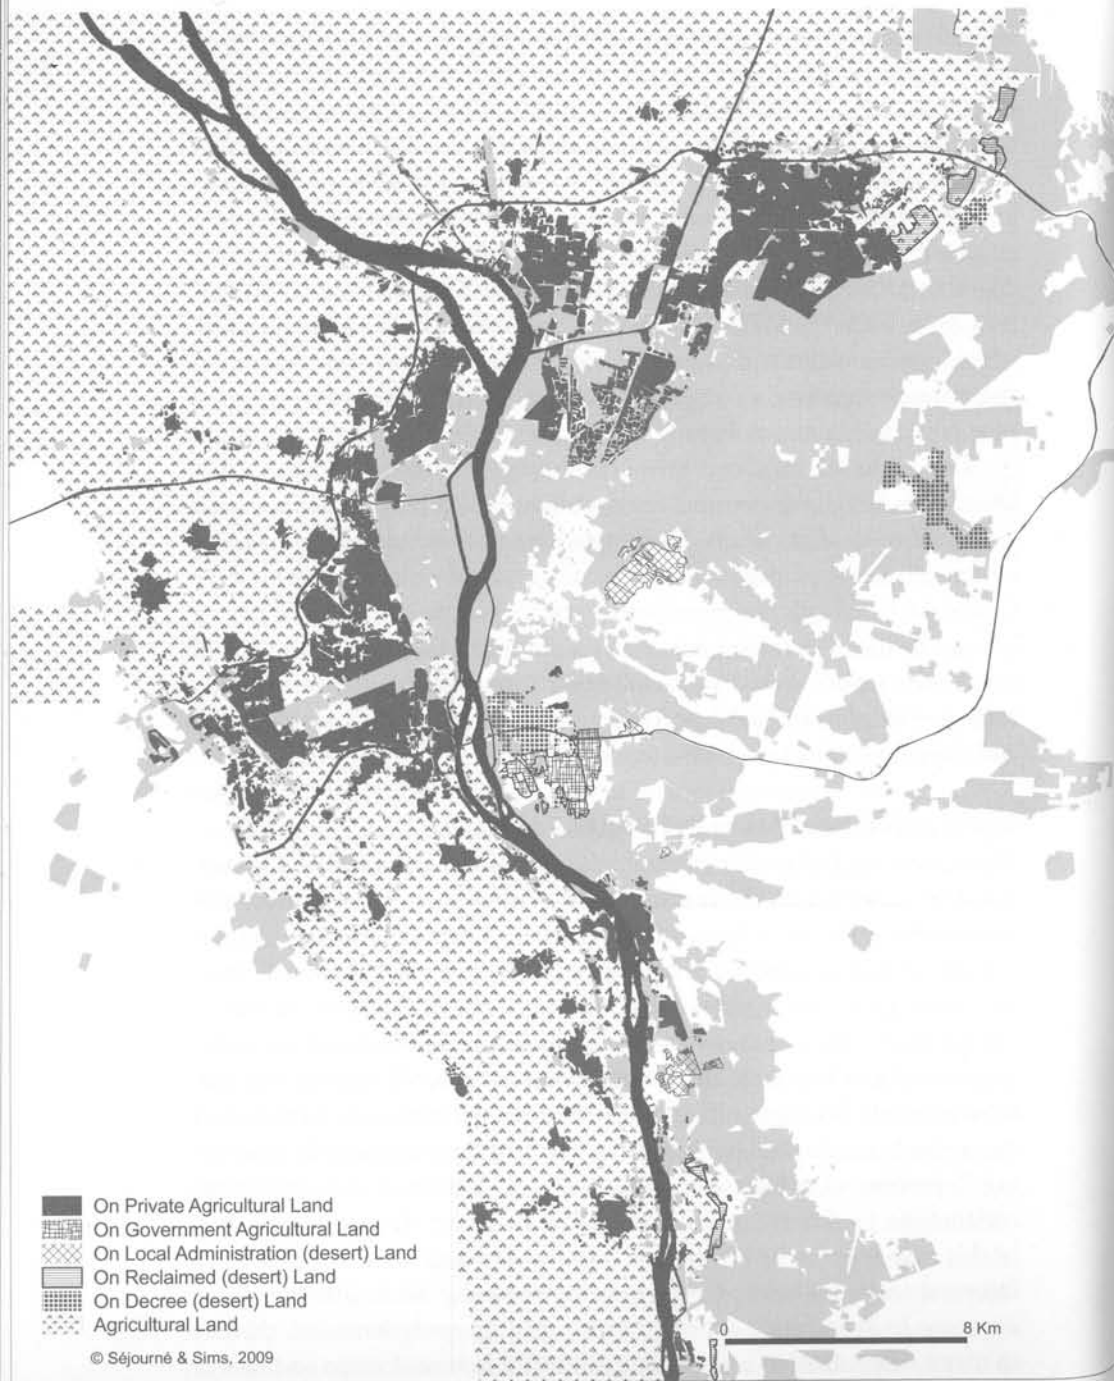 On Private Agricultural Land
On Government Agricultural Land
On Local Administration (desert) Land
On Reclaimed (desert) Land
On Decree (desert) Land
Agricultural Land
© Séjourné & Sims, 2009
0 8 Km